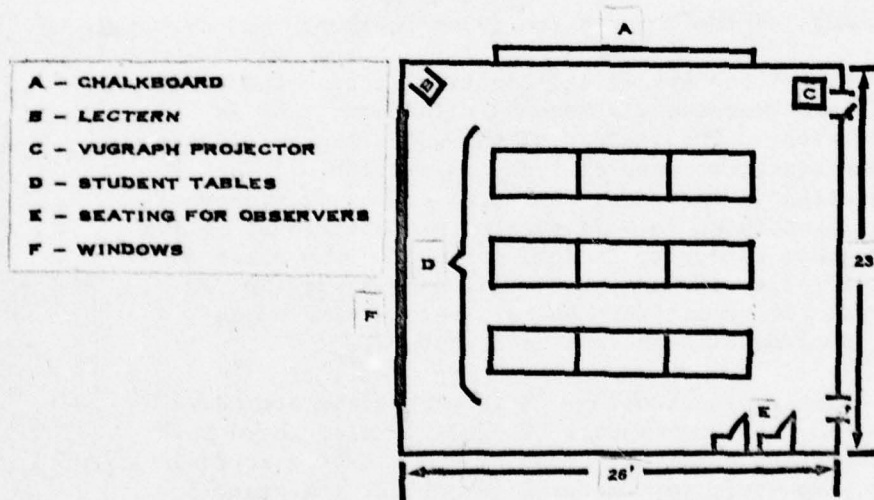 A
A – CHALKBOARD
B – LECTERN
C – VUGRAPH PROJECTOR
D – STUDENT TABLES
E – SEATING FOR OBSERVERS
F – WINDOWS
B
C
D
23
F
E
26'